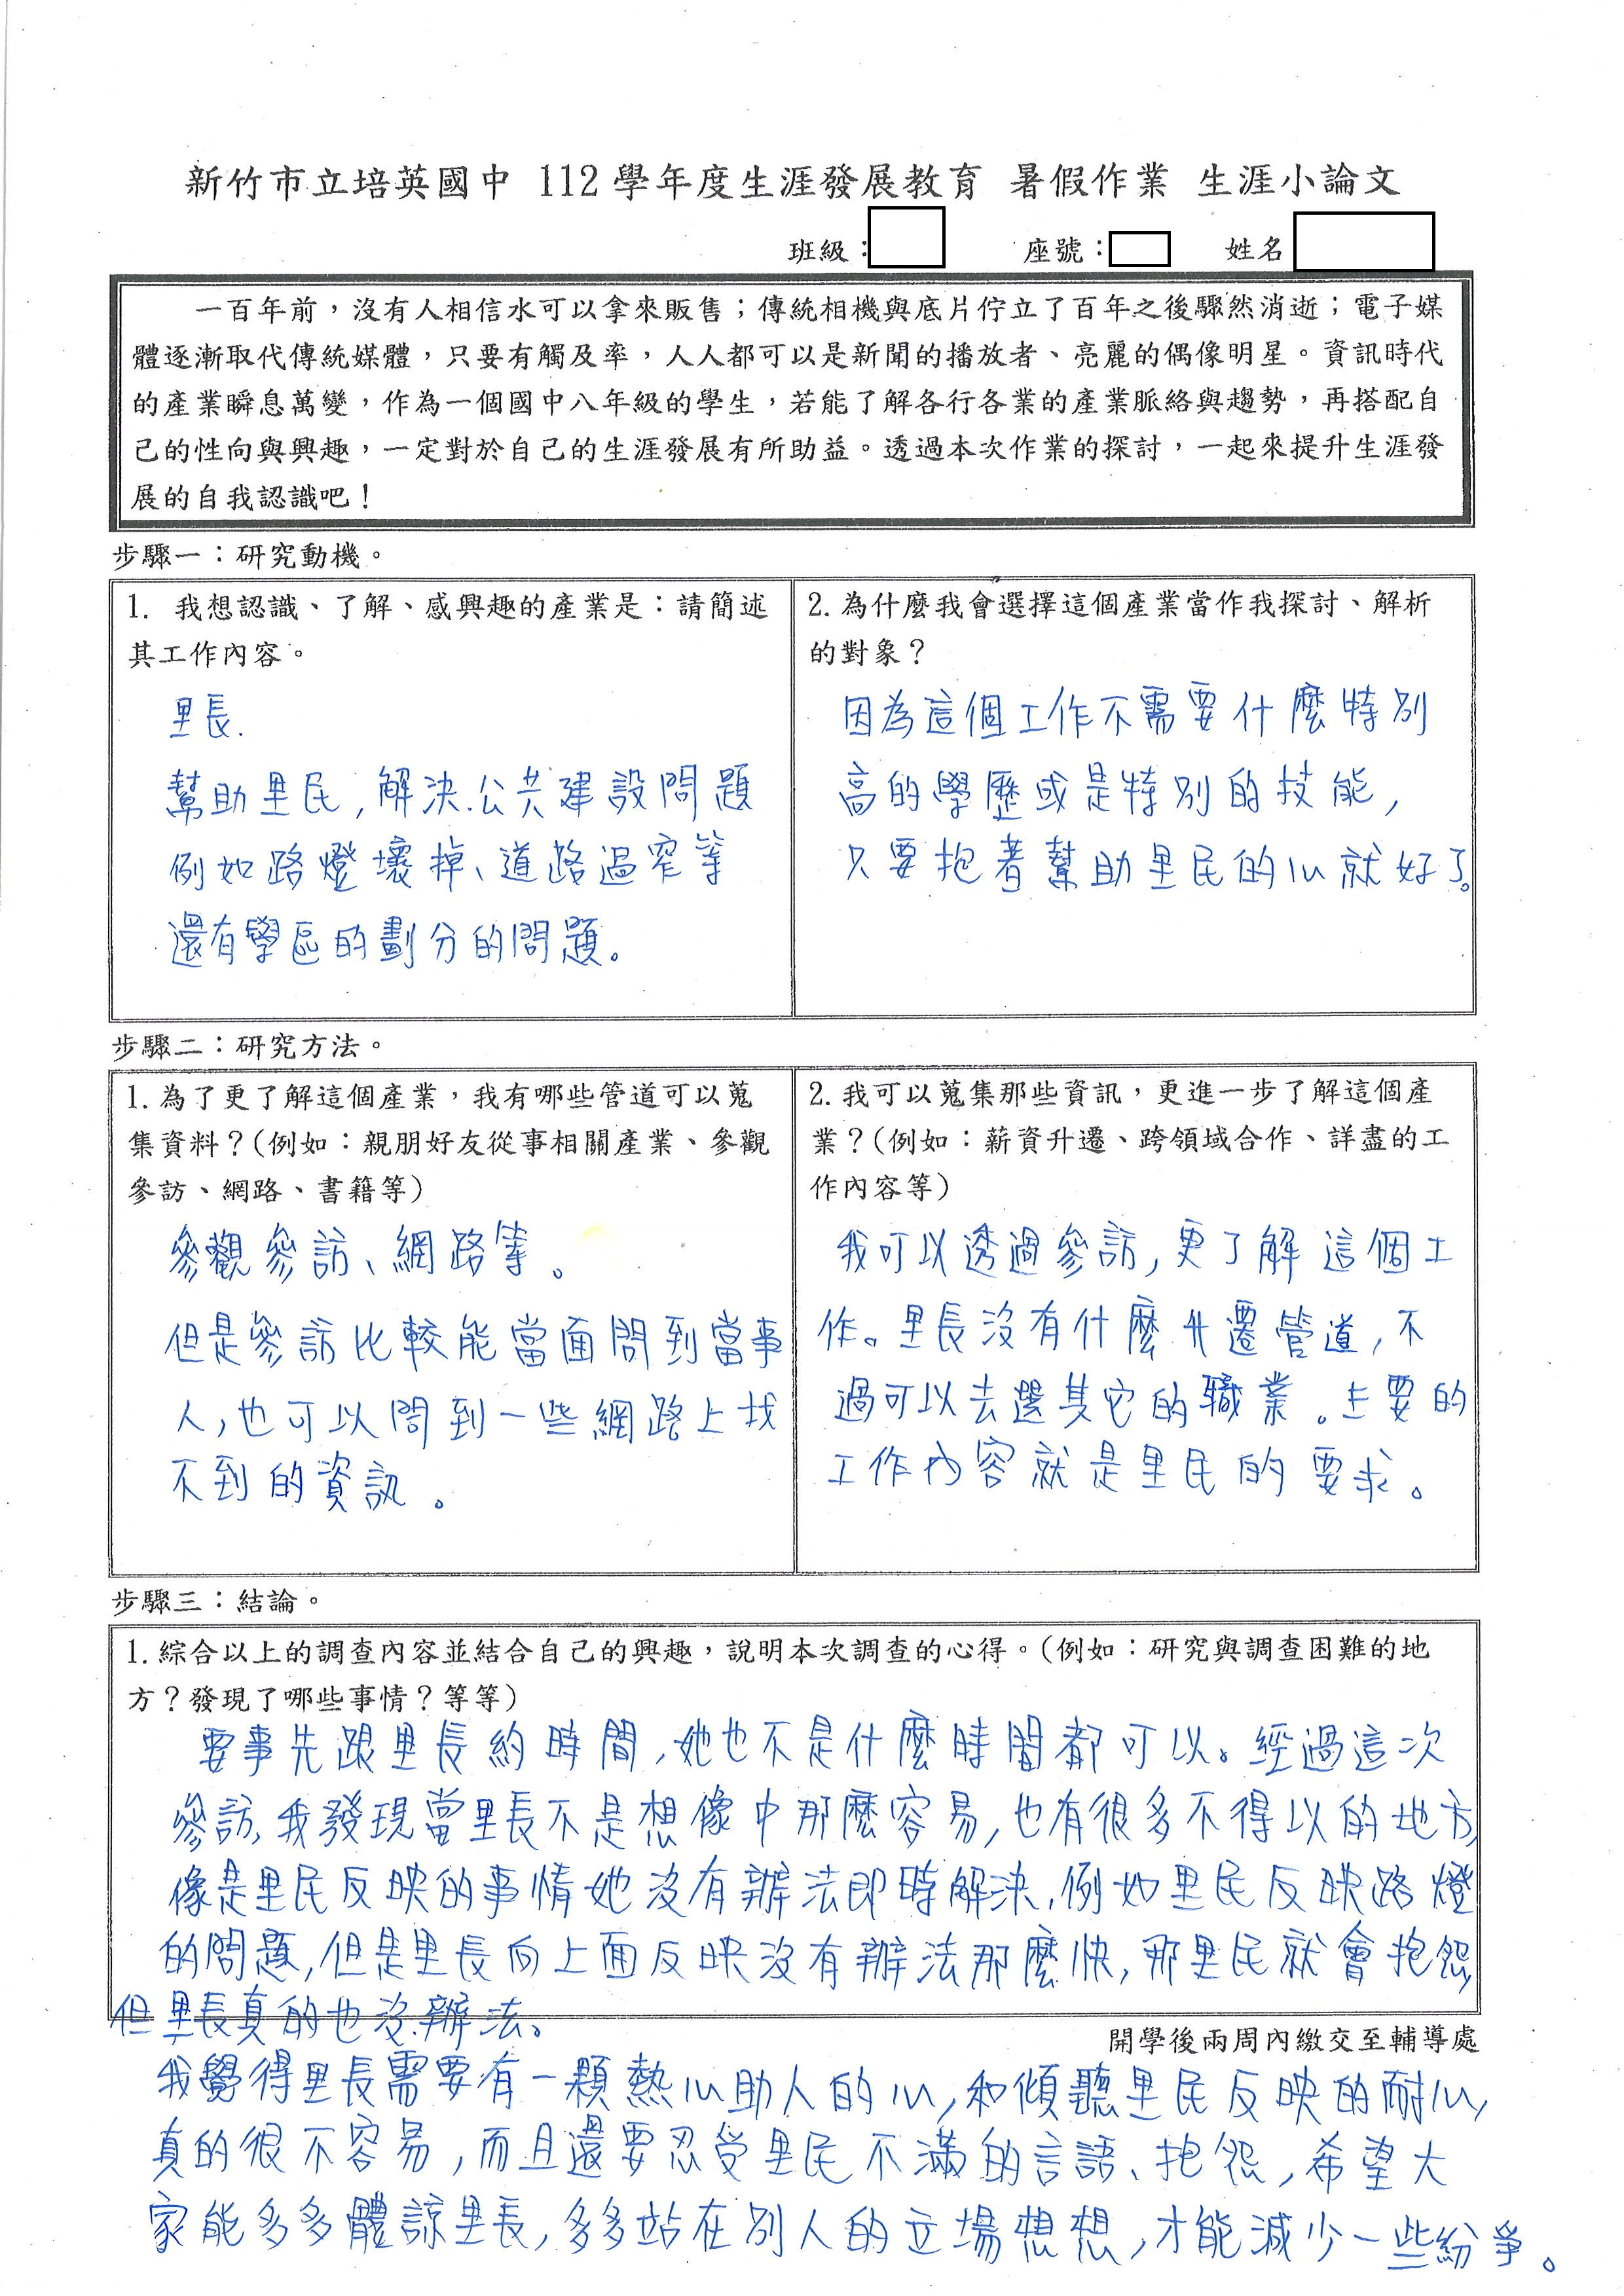 新竹市立培英國中 112 學年度生涯發展教育 暑假作業 生涯小論文
班級： 座號： 姓名
一百年前，沒有人相信水可以拿來販售；傳統相機與底片佇立了百年之後驟然消逝；電子媒
體逐漸取代傳統媒體，只要有觸及率，人人都可以是新聞的播放者、亮麗的偶像明星。資訊時代
的產業瞬息萬變，作為一個國中八年級的學生，若能了解各行各業的產業脈絡與趨勢，再搭配自
己的性向與興趣，一定對於自己的生涯發展有所助益。透過本次作業的探討，一起來提升生涯發
展的自我認識吧！
步驟一：研究動機。
1. 我想認識、了解、感興趣的產業是：請簡述
其工作內容。
里長.
幫助里民,解決公共建設問題
例如路燈壞掉、道路過窄等
還有學區的劃分的問題。
2.為什麼我會選擇這個產業當作我探討、解析
的對象？
因為這個工作不需要什麼特別
高的學歷或是特別的技能,
只要抱著幫助里民的心就好了。
步驟二：研究方法。
1.為了更了解這個產業，我有哪些管道可以蒐
集資料？(例如：親朋好友從事相關產業、參觀
參訪、網路、書籍等)
參觀參訪、網路等。
但是參訪比較能當面問到當事
人,也可以問到一些網路上找
不到的資訊。
2.我可以蒐集那些資訊，更進一步了解這個產
業？(例如：薪資升遷、跨領域合作、詳盡的工
作內容等)
我可以透過參訪,更了解這個工
作。里長沒有什麼升遷管道,不
過可以去選其它的職業。主要的
工作內容就是里民的要求。
步驟三：結論。
1.綜合以上的調查內容並結合自己的興趣，說明本次調查的心得。(例如：研究與調查困難的地
方？發現了哪些事情？等等)
要事先跟里長約時間,她也不是什麼時間都可以。經過這次
參訪,我發現當里長不是想像中那麼容易,也有很多不得以的地方,
像是里民反映的事情她沒有辦法即時解決,例如里民反映路燈
的問題,但是里長向上面反映沒有辦法那麼快,那里民就會抱怨,
但里長真的也沒辦法。
開學後兩周內繳交至輔導處
我覺得里長需要有一顆熱心助人的心,和傾聽里民反映的耐心,
真的很不容易,而且還要忍受里民不滿的言語、抱怨,希望大
家能多多體諒里長,多多站在別人的立場想想,才能減少一些紛爭。